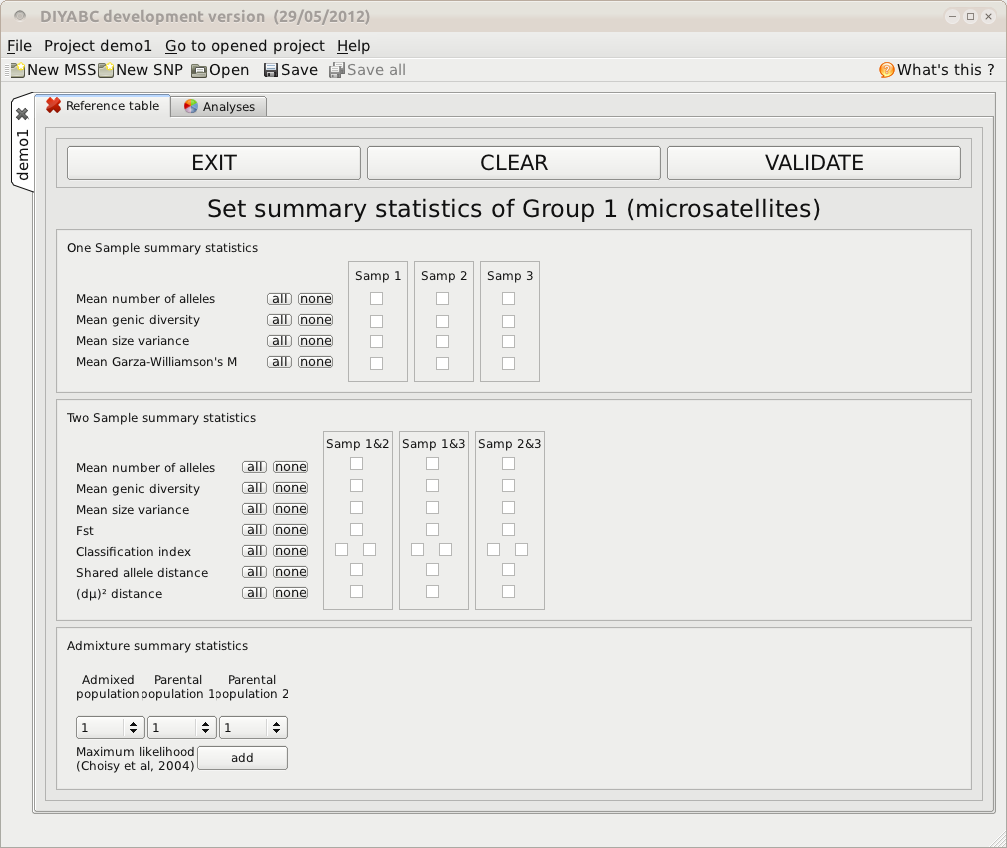 DIYABC development version (29/05/2012)
File Project demo1 Go to opened project Help
New MSS New SNP Open Save Save all What's this ?
demo1
Reference table Analyses
EXIT CLEAR VALIDATE
Set summary statistics of Group 1 (microsatellites)
One Sample summary statistics
Samp 1 Samp 2 Samp 3
Mean number of alleles all none
Mean genic diversity all none
Mean size variance all none
Mean Garza-Williamson's M all none
Two Sample summary statistics
Samp 1&2 Samp 1&3 Samp 2&3
Mean number of alleles all none
Mean genic diversity all none
Mean size variance all none
Fst all none
Classification index all none
Shared allele distance all none
(dμ)² distance all none
Admixture summary statistics
Admixed Parental Parental
population population 1 population 2
1 1 1
Maximum likelihood
(Choisy et al, 2004) add